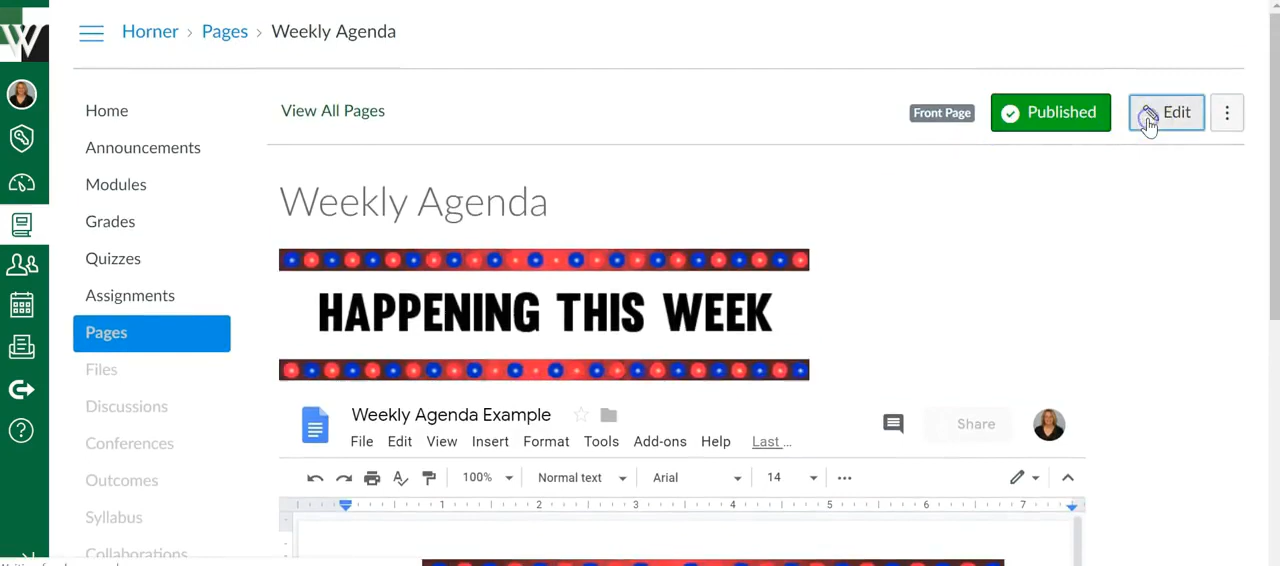 W
Horner › Pages › Weekly Agenda
Home
Announcements
Modules
Grades
Quizzes
Assignments
Pages
Files
Discussions
Conferences
Outcomes
Syllabus
Collaborations
View All Pages
Front Page
Published
Edit
Weekly Agenda
HAPPENING THIS WEEK
Weekly Agenda Example
File Edit View Insert Format Tools Add-ons Help Last ...
Share
100% Normal text Arial 14
1 2 3 4 5 6 7